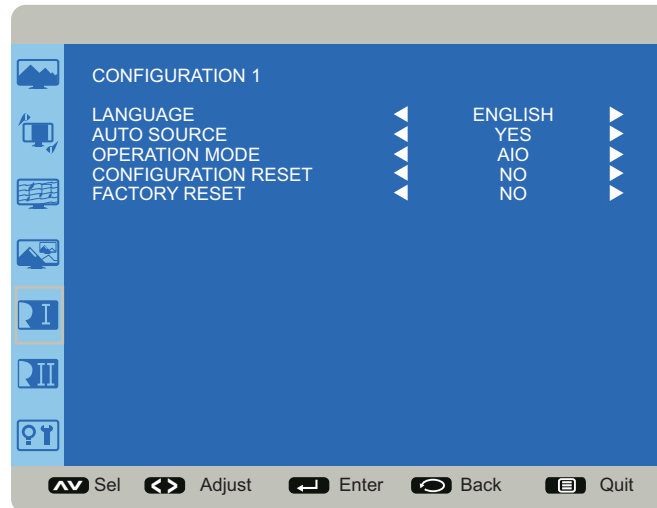 CONFIGURATION 1
LANGUAGE ENGLISH
AUTO SOURCE YES
OPERATION MODE AIO
CONFIGURATION RESET NO
FACTORY RESET NO
I
II
Sel Adjust Enter Back Quit